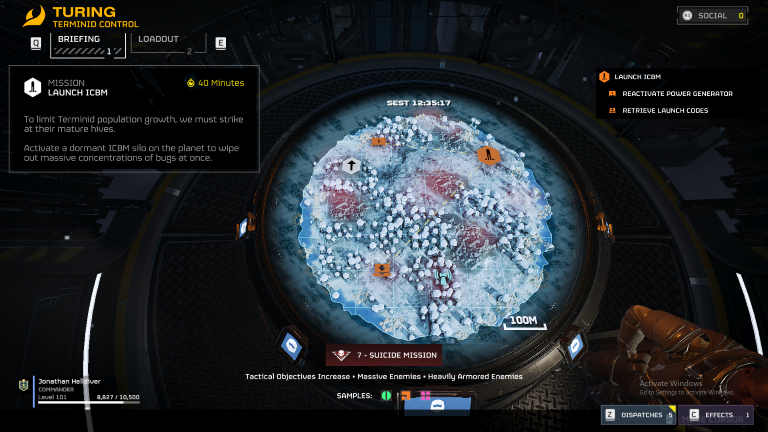 TURING
TERMINID CONTROL
SOCIAL 0
Q
BRIEFING
1
LOADOUT
2
E
MISSION
LAUNCH ICBM
40 Minutes
To limit Terminid population growth, we must strike
at their mature hives.
Activate a dormant ICBM silo on the planet to wipe
out massive concentrations of bugs at once.
LAUNCH ICBM
REACTIVATE POWER GENERATOR
RETRIEVE LAUNCH CODES
SEST 12:35:17
100M
7 - SUICIDE MISSION
Tactical Objectives Increase • Massive Enemies • Heavily Armored Enemies
SAMPLES:
Jonathan Helldiver
COMMANDER
Level 101
8,827 / 10,500
Activate Windows
Go to Settings to activate Windows.
Z
DISPATCHES 5
C
EFFECTS 1
CURSOR